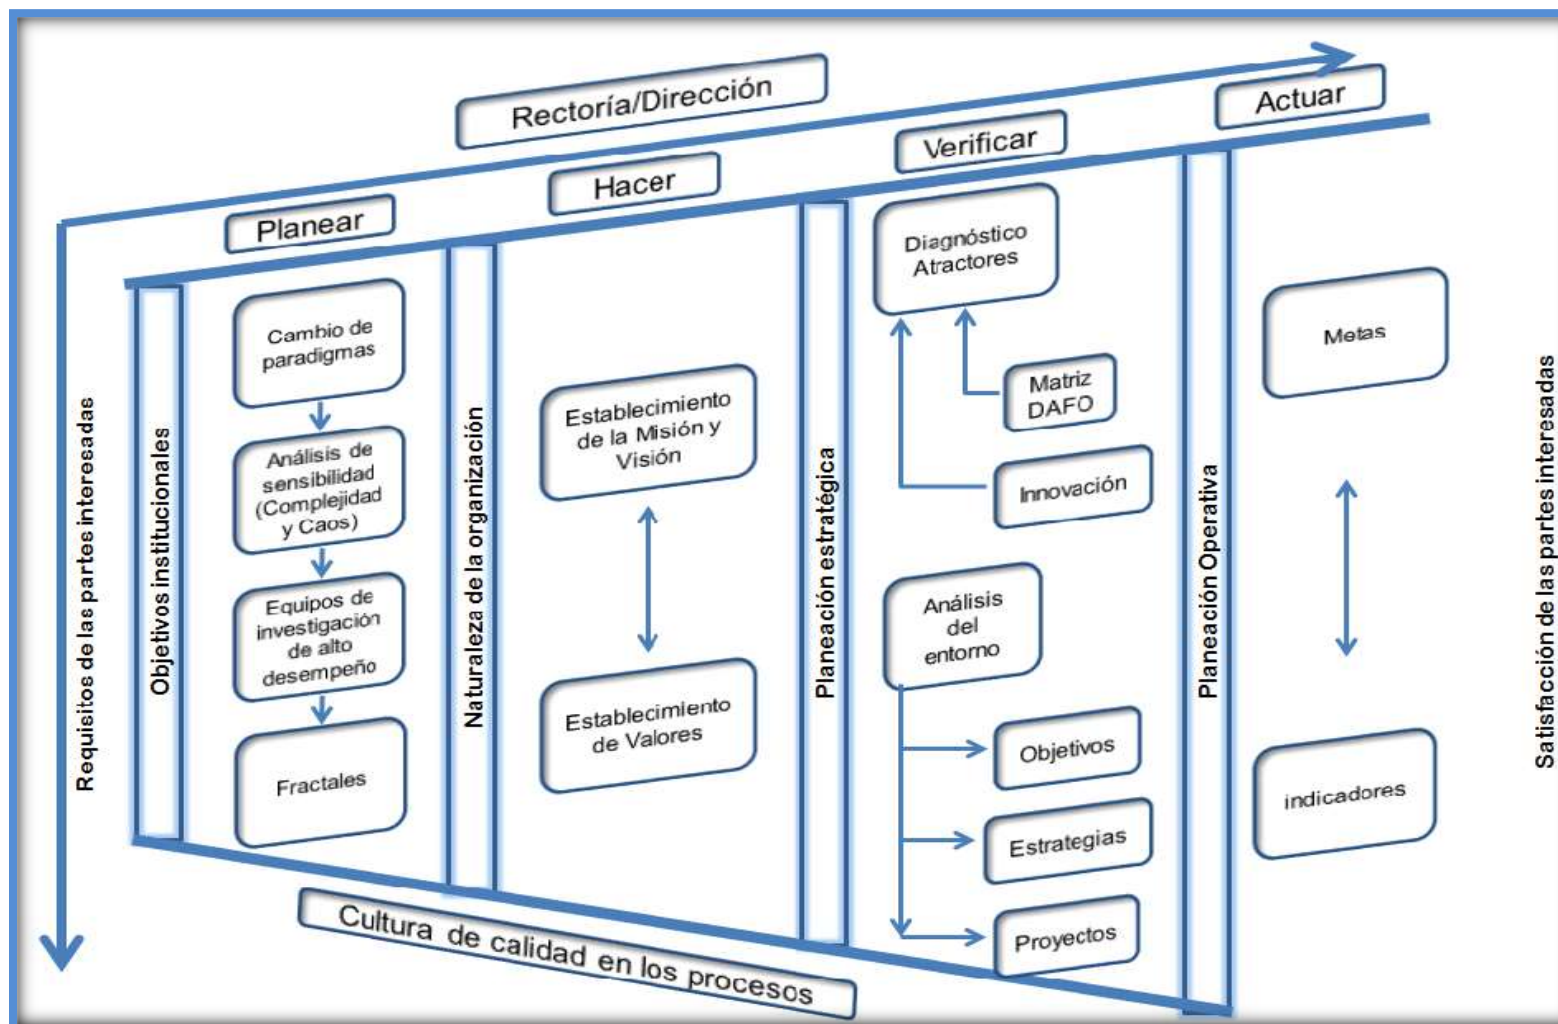 Rectoría/Dirección
Planear
Hacer
Verificar
Actuar
Requisitos de las partes interesadas
Objetivos institucionales
Cambio de
paradigmas
Análisis de
sensibilidad
(Complejidad
y Caos)
Equipos de
investigación
de alto
desempeño
Fractales
Naturaleza de la organización
Establecimiento
de la Misión y
Visión
Establecimiento
de Valores
Planeación estratégica
Diagnóstico
Atractores
Matriz
DAFO
Innovación
Análisis
del
entorno
Objetivos
Estrategias
Proyectos
Planeación Operativa
Metas
indicadores
Satisfacción de las partes interesadas
Cultura de calidad en los procesos